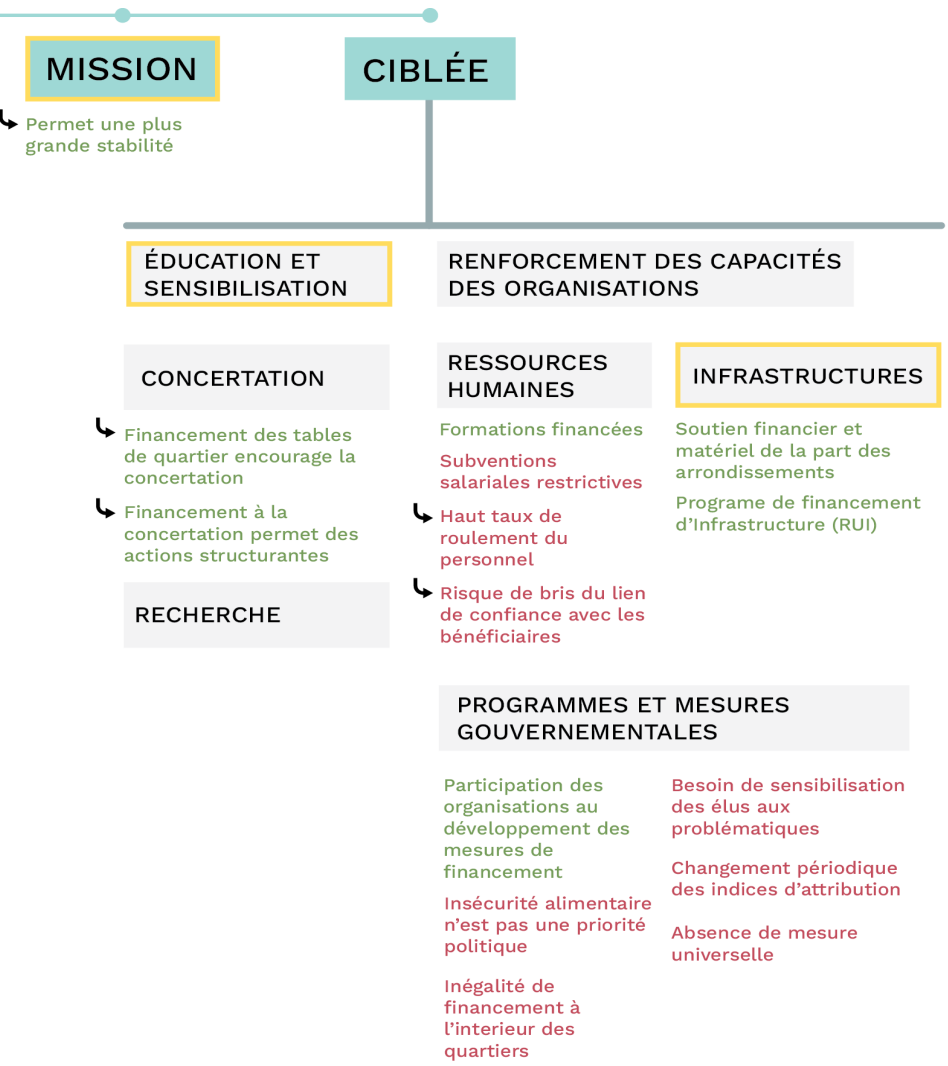 MISSION
CIBLÉE
Permet une plus
grande stabilité
ÉDUCATION ET
SENSIBILISATION
RENFORCEMENT DES CAPACITÉS
DES ORGANISATIONS
CONCERTATION
Financement des tables
de quartier encourage la
concertation
Financement à la
concertation permet des
actions structurantes
RECHERCHE
RESSOURCES
HUMAINES
Formations financées
Subventions
salariales restrictives
Haut taux de
roulement du
personnel
Risque de bris du lien
de confiance avec les
bénéficiaires
INFRASTRUCTURES
Soutien financier et
matériel de la part des
arrondissements
Programe de financement
d’Infrastructure (RUI)
PROGRAMMES ET MESURES
GOUVERNEMENTALES
Participation des
organisations au
développement des
mesures de
financement
Insécurité alimentaire
n’est pas une priorité
politique
Inégalité de
financement à
l’interieur des
quartiers
Besoin de sensibilisation
des élus aux
problématiques
Changement périodique
des indices d’attribution
Absence de mesure
universelle